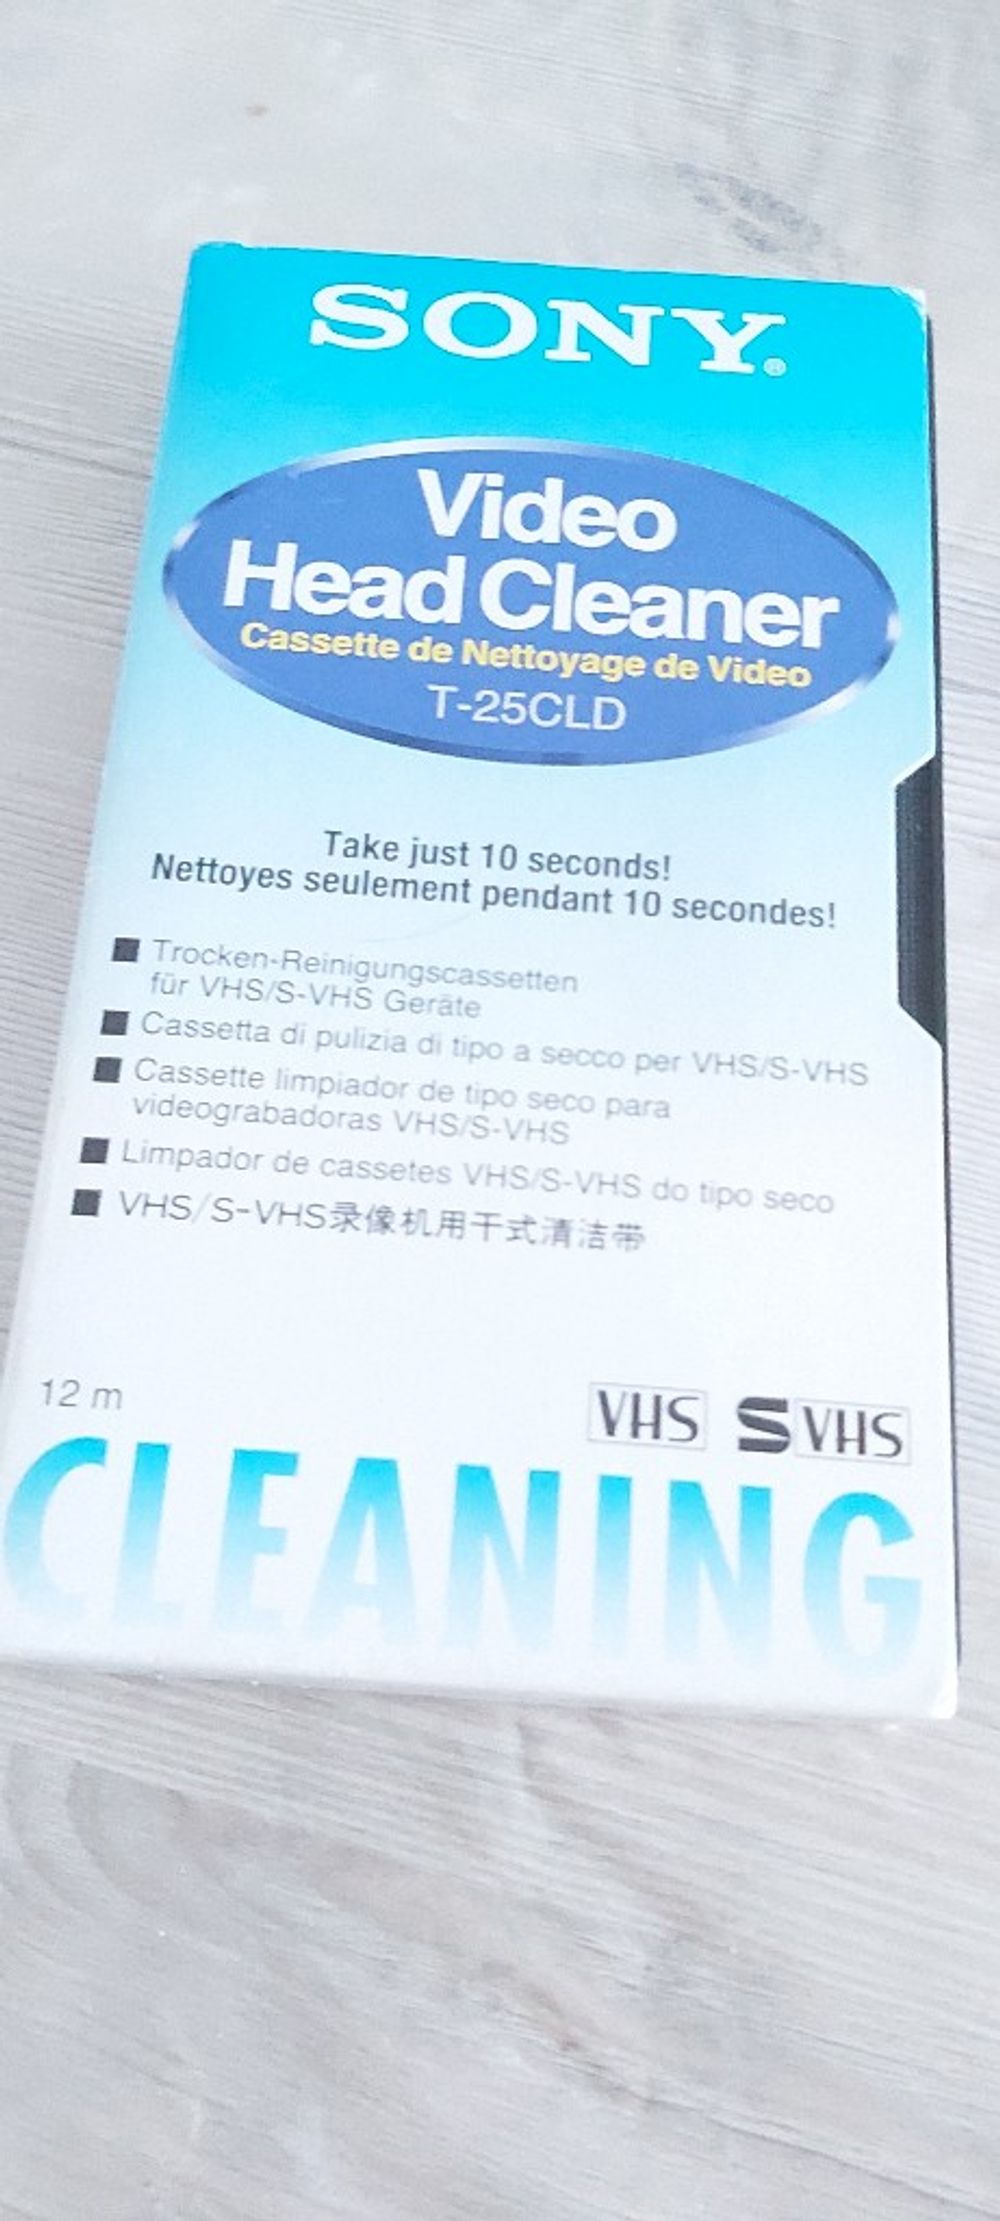 SONY®
Video
Head Cleaner
Cassette de Nettoyage de Video
T-25CLD
Take just 10 seconds!
Nettoyes seulement pendant 10 secondes!
■ Trocken-Reinigungscassetten
für VHS/S-VHS Geräte
■ Cassetta di pulizia di tipo a secco per VHS/S-VHS
■ Cassette limpiador de tipo seco para
videograbadoras VHS/S-VHS
■ Limpador de cassetes VHS/S-VHS do tipo seco
■ VHS/S-VHS录像机用干式清洁带
12 m
VHS S VHS
CLEANING